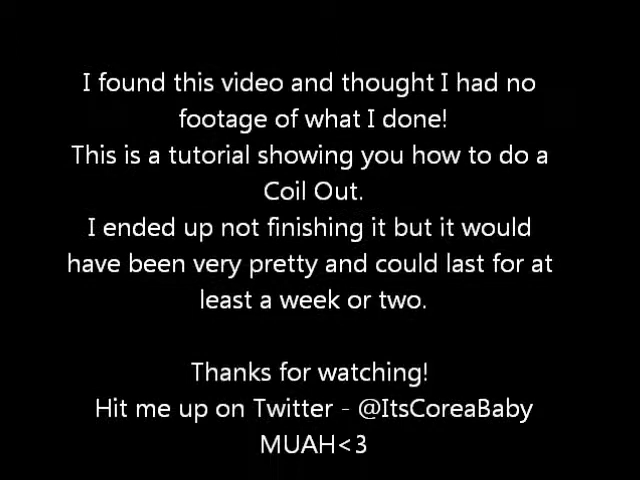 I found this video and thought I had no
footage of what I done!
This is a tutorial showing you how to do a
Coil Out.
I ended up not finishing it but it would
have been very pretty and could last for at
least a week or two.
Thanks for watching!
Hit me up on Twitter - @ItsCoreaBaby
MUAH<3